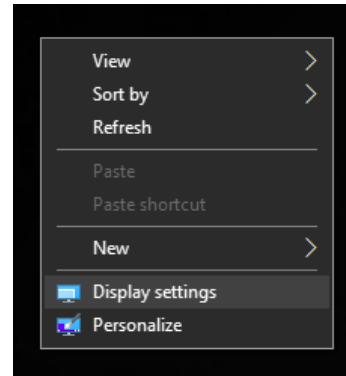 View
Sort by
Refresh
Paste
Paste shortcut
New
Display settings
Personalize